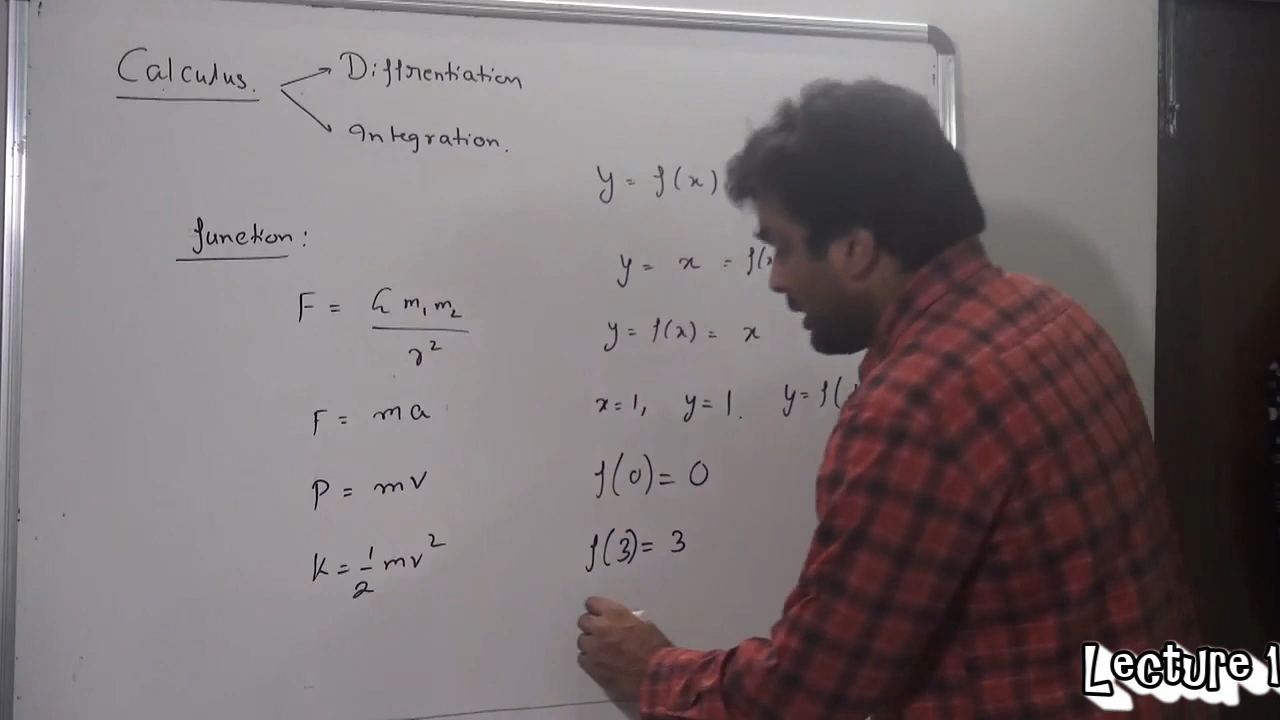 Calculus.
Diffrentiation
Integration.
function:
F = G m1 m2 / r²
F = ma
P = mv
K = 1/2 mv²
y = f(x)
y = x = f(x
y = f(x) = x
x=1, y=1. y= f(
f(0) = 0
f(3) = 3
Lecture 1